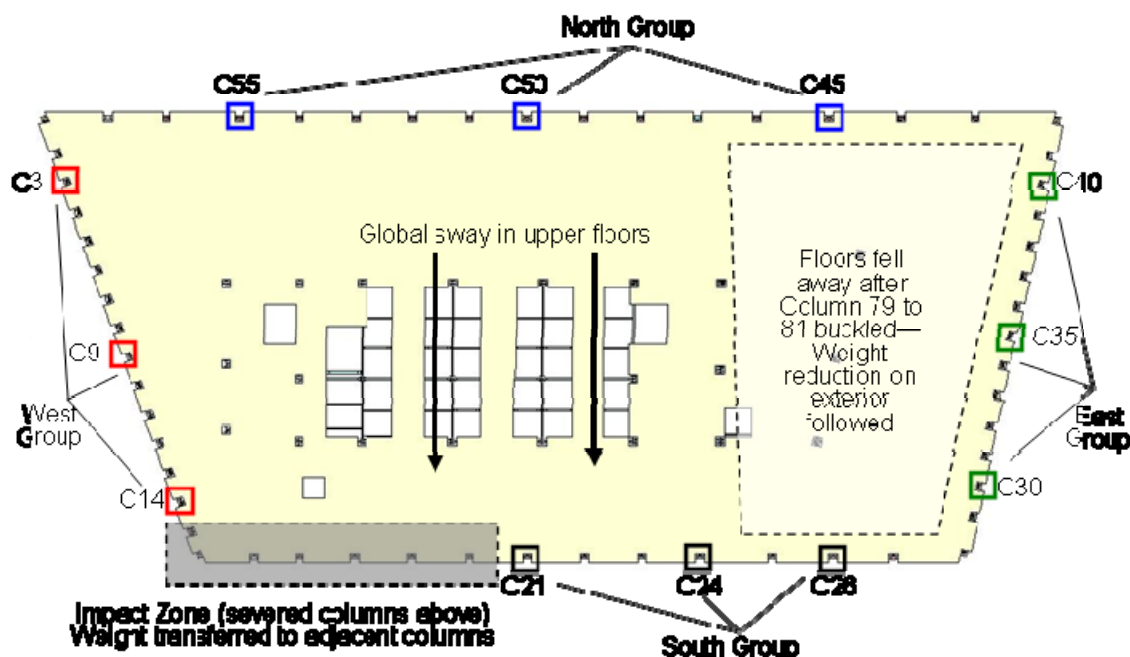 North Group
C55
C50
C45
C3
C40
Global sway in upper floors
Floors fell
away after
Column 79 to
81 buckled—
Weight
reduction on
exterior
followed
C9
C35
West
Group
East
Group
C14
C30
C21
C24
C26
Impact Zone (severed columns above)
Weight transferred to adjacent columns
South Group